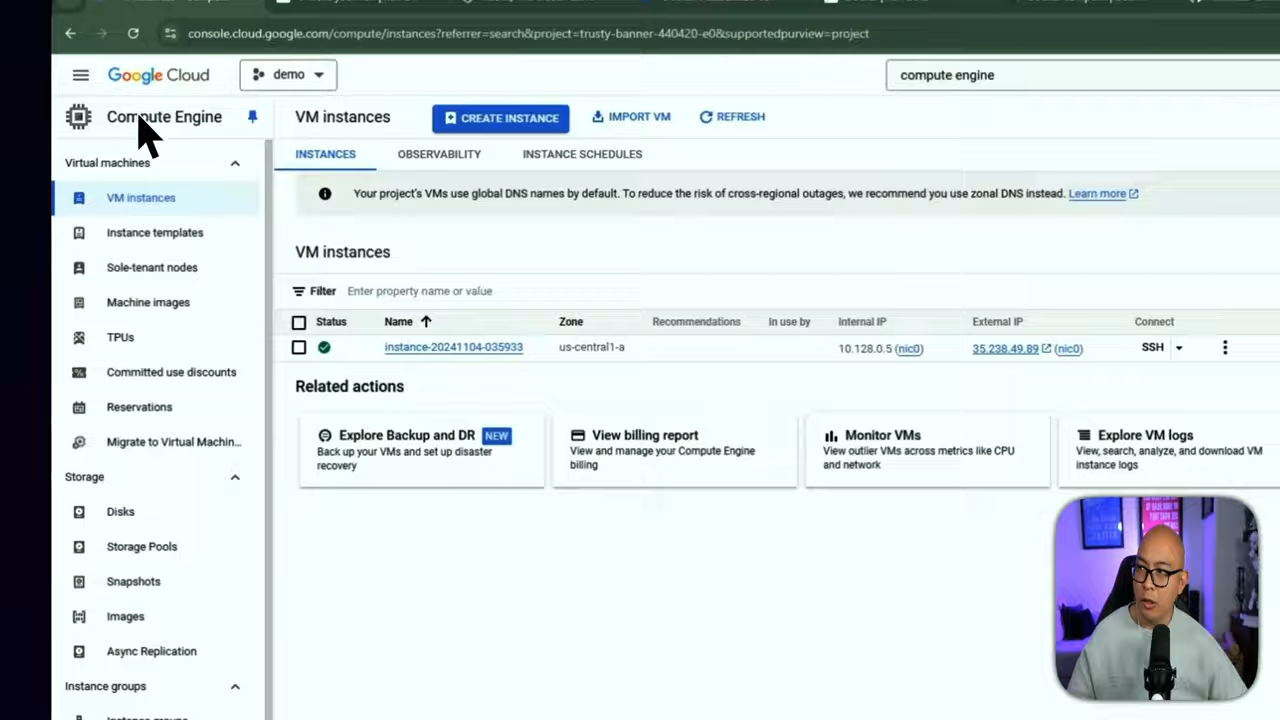 console.cloud.google.com/compute/instances?referrer=search&project=trusty-banner-440420-e0&supportedpurview=project
Google Cloud
demo
compute engine
Compute Engine
VM instances
CREATE INSTANCE
IMPORT VM
REFRESH
Virtual machines
INSTANCES
OBSERVABILITY
INSTANCE SCHEDULES
VM instances
Your project's VMs use global DNS names by default. To reduce the risk of cross-regional outages, we recommend you use zonal DNS instead. Learn more
Instance templates
Sole-tenant nodes
VM instances
Filter Enter property name or value
Machine images
Status Name Zone Recommendations In use by Internal IP External IP Connect
TPUs
instance-20241104-035933 us-central1-a 10.128.0.5 (nic0) 35.238.49.89 (nic0) SSH
Committed use discounts
Related actions
Reservations
Migrate to Virtual Machin...
Explore Backup and DR NEW
Back up your VMs and set up disaster
recovery
View billing report
View and manage your Compute Engine
billing
Monitor VMs
View outlier VMs across metrics like CPU
and network
Explore VM logs
View, search, analyze, and download VM
instance logs
Storage
Disks
Storage Pools
Snapshots
Images
Async Replication
Instance groups